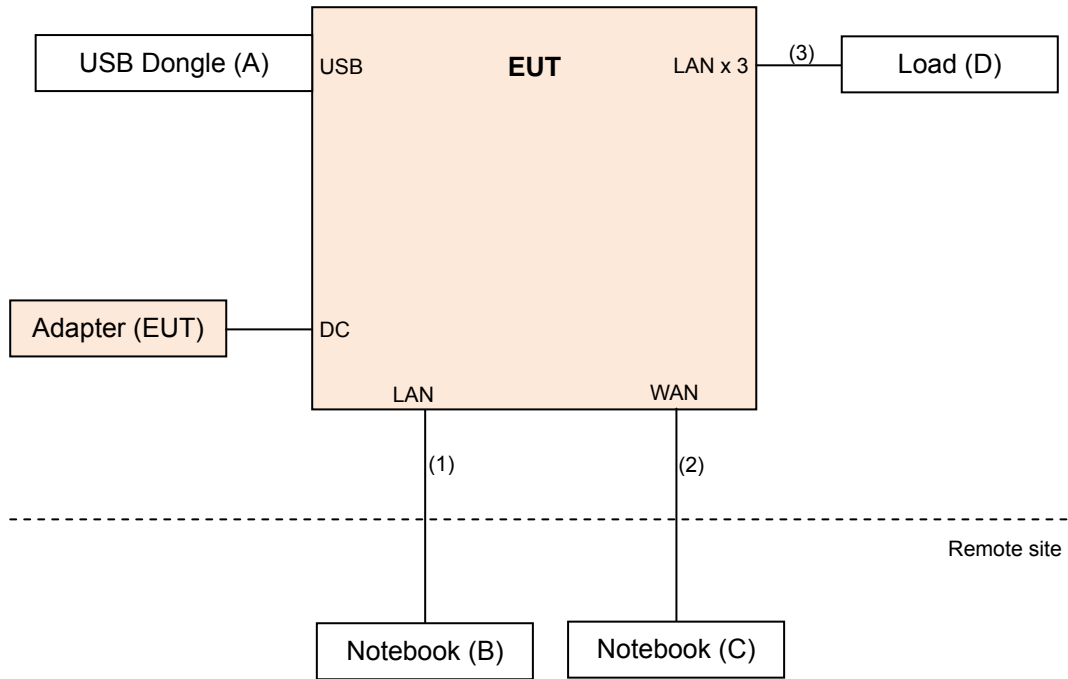 USB Dongle (A)
USB
EUT
LAN x 3
(3)
Load (D)
Adapter (EUT)
DC
LAN
WAN
(1)
(2)
Remote site
Notebook (B)
Notebook (C)